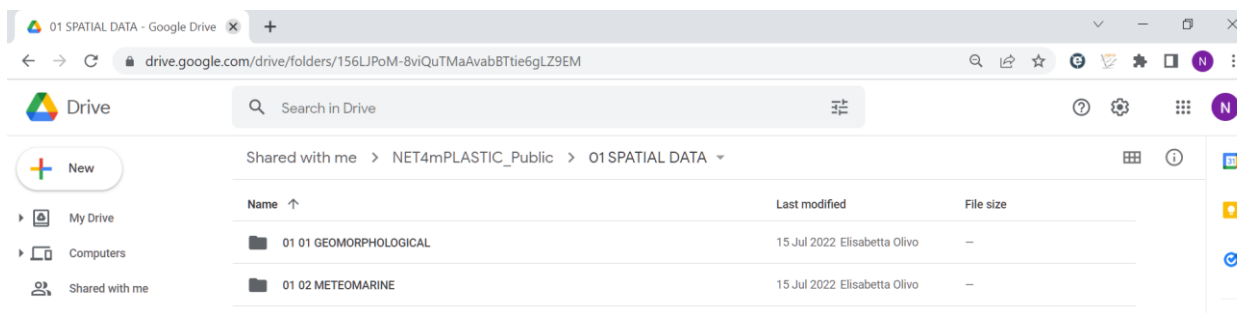 01 SPATIAL DATA - Google Drive
drive.google.com/drive/folders/156LJPoM-8viQuTMaAvabBTtie6gLZ9EM
N
Drive
Search in Drive
N
New
Shared with me > NET4mPLASTIC_Public > 01 SPATIAL DATA
31
Name Last modified File size
My Drive
01 01 GEOMORPHOLOGICAL 15 Jul 2022 Elisabetta Olivo –
Computers
01 02 METEOMARINE 15 Jul 2022 Elisabetta Olivo –
Shared with me